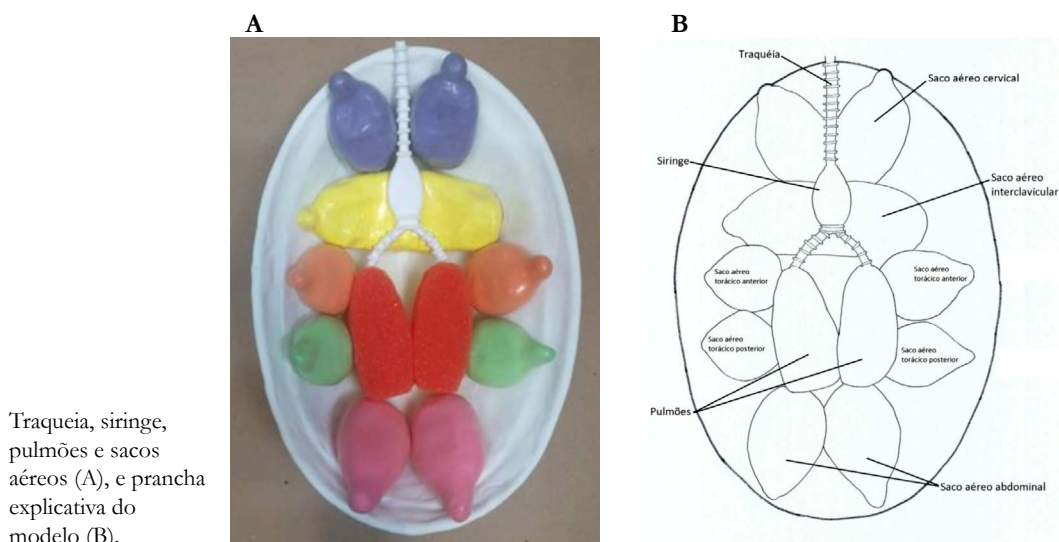 A
B
Traquéia
Saco aéreo cervical
Siringe
Saco aéreo
interclavicular
Saco aéreo
torácico anterior
Saco aéreo
torácico anterior
Saco aéreo
torácico posterior
Saco aéreo
torácico posterior
Pulmões
Saco aéreo abdominal
Traqueia, siringe,
pulmões e sacos
aéreos (A), e prancha
explicativa do
modelo (B).